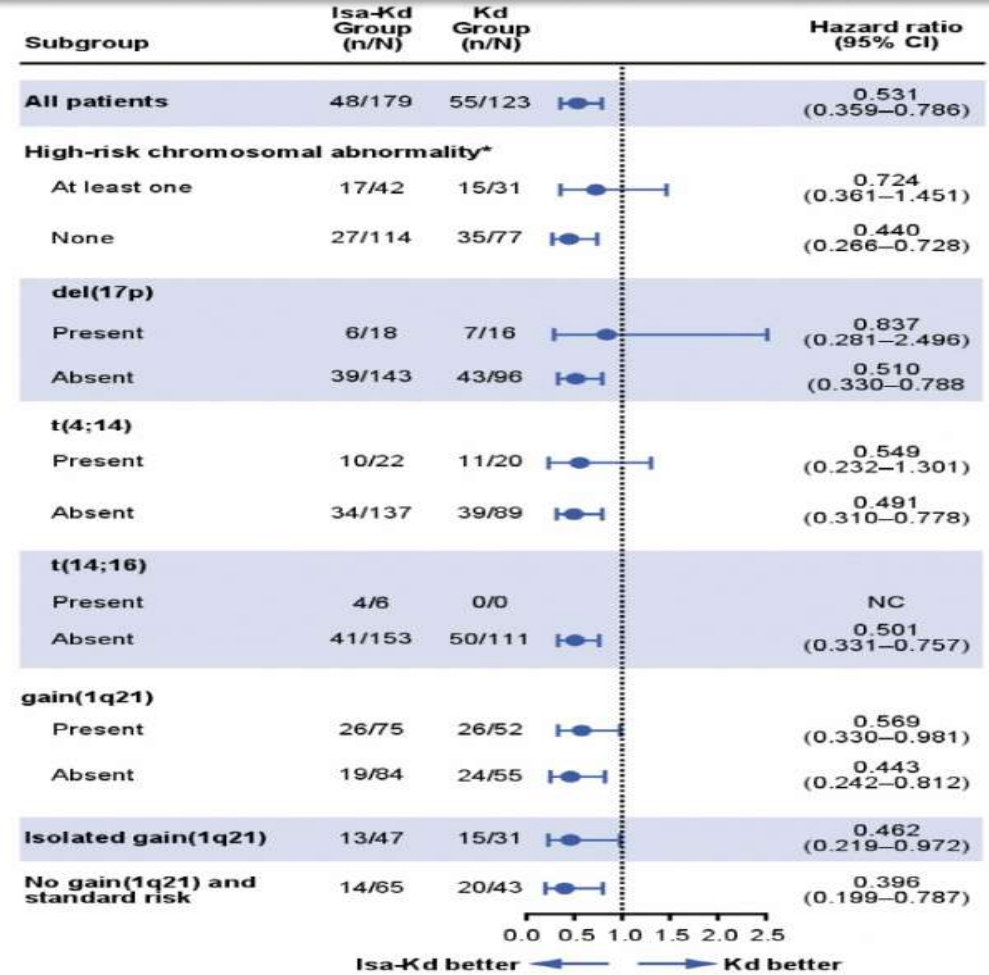 Subgroup Isa-Kd Group (n/N) Kd Group (n/N) Hazard ratio (95% CI)
All patients 48/179 55/123 0.531 (0.359–0.786)
High-risk chromosomal abnormality*
At least one 17/42 15/31 0.724 (0.361–1.451)
None 27/114 35/77 0.440 (0.266–0.728)
del(17p)
Present 6/18 7/16 0.837 (0.281–2.496)
Absent 39/143 43/96 0.510 (0.330–0.788
t(4;14)
Present 10/22 11/20 0.549 (0.232–1.301)
Absent 34/137 39/89 0.491 (0.310–0.778)
t(14;16)
Present 4/6 0/0 NC
Absent 41/153 50/111 0.501 (0.331–0.757)
gain(1q21)
Present 26/75 26/52 0.569 (0.330–0.981)
Absent 19/84 24/55 0.443 (0.242–0.812)
Isolated gain(1q21) 13/47 15/31 0.462 (0.219–0.972)
No gain(1q21) and standard risk 14/65 20/43 0.396 (0.199–0.787)
0.0 0.5 1.0 1.5 2.0 2.5
Isa-Kd better Kd better